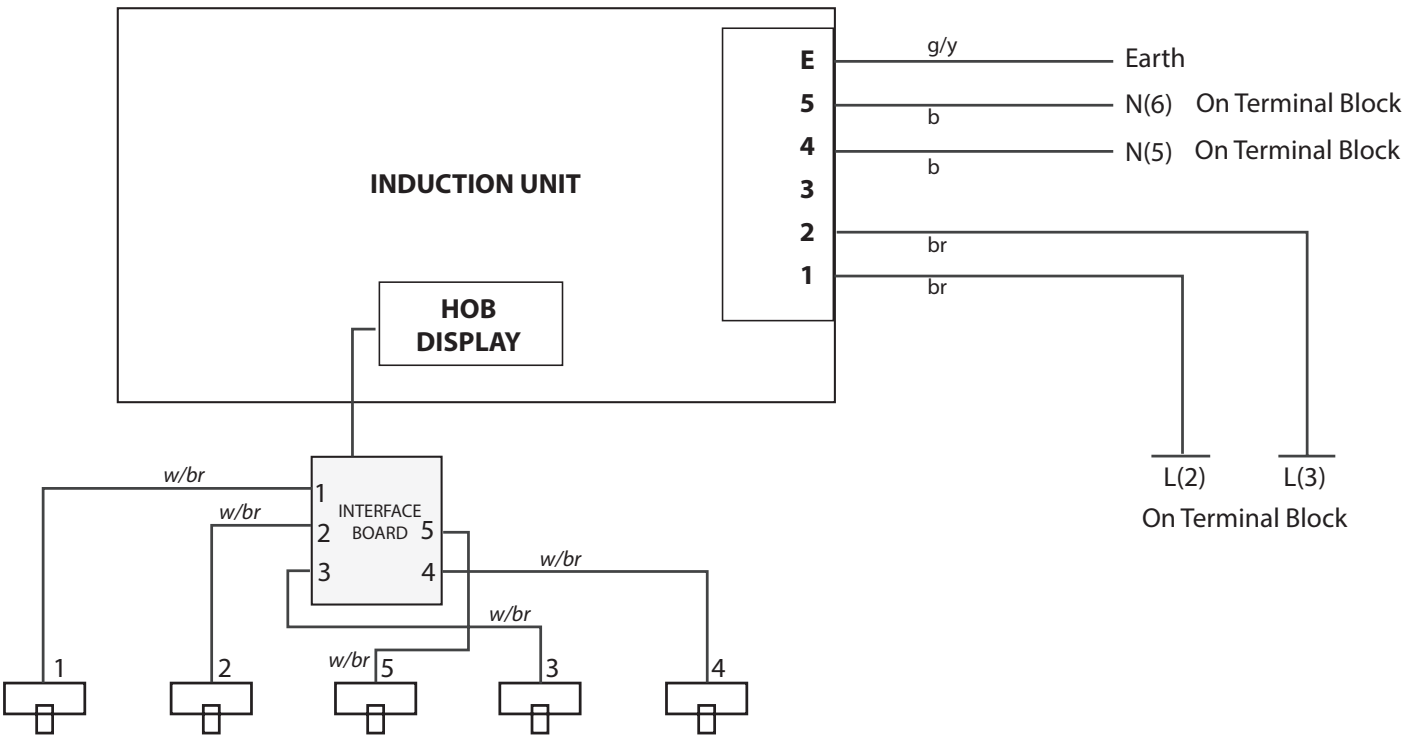 E g/y Earth
5 b N(6) On Terminal Block
4 b N(5) On Terminal Block
INDUCTION UNIT
3
2 br
1 br
HOB
DISPLAY
L(2) L(3)
On Terminal Block
w/br
1
INTERFACE
BOARD
w/br
2
5
3
4
w/br
w/br
w/br
1 2 5 3 4